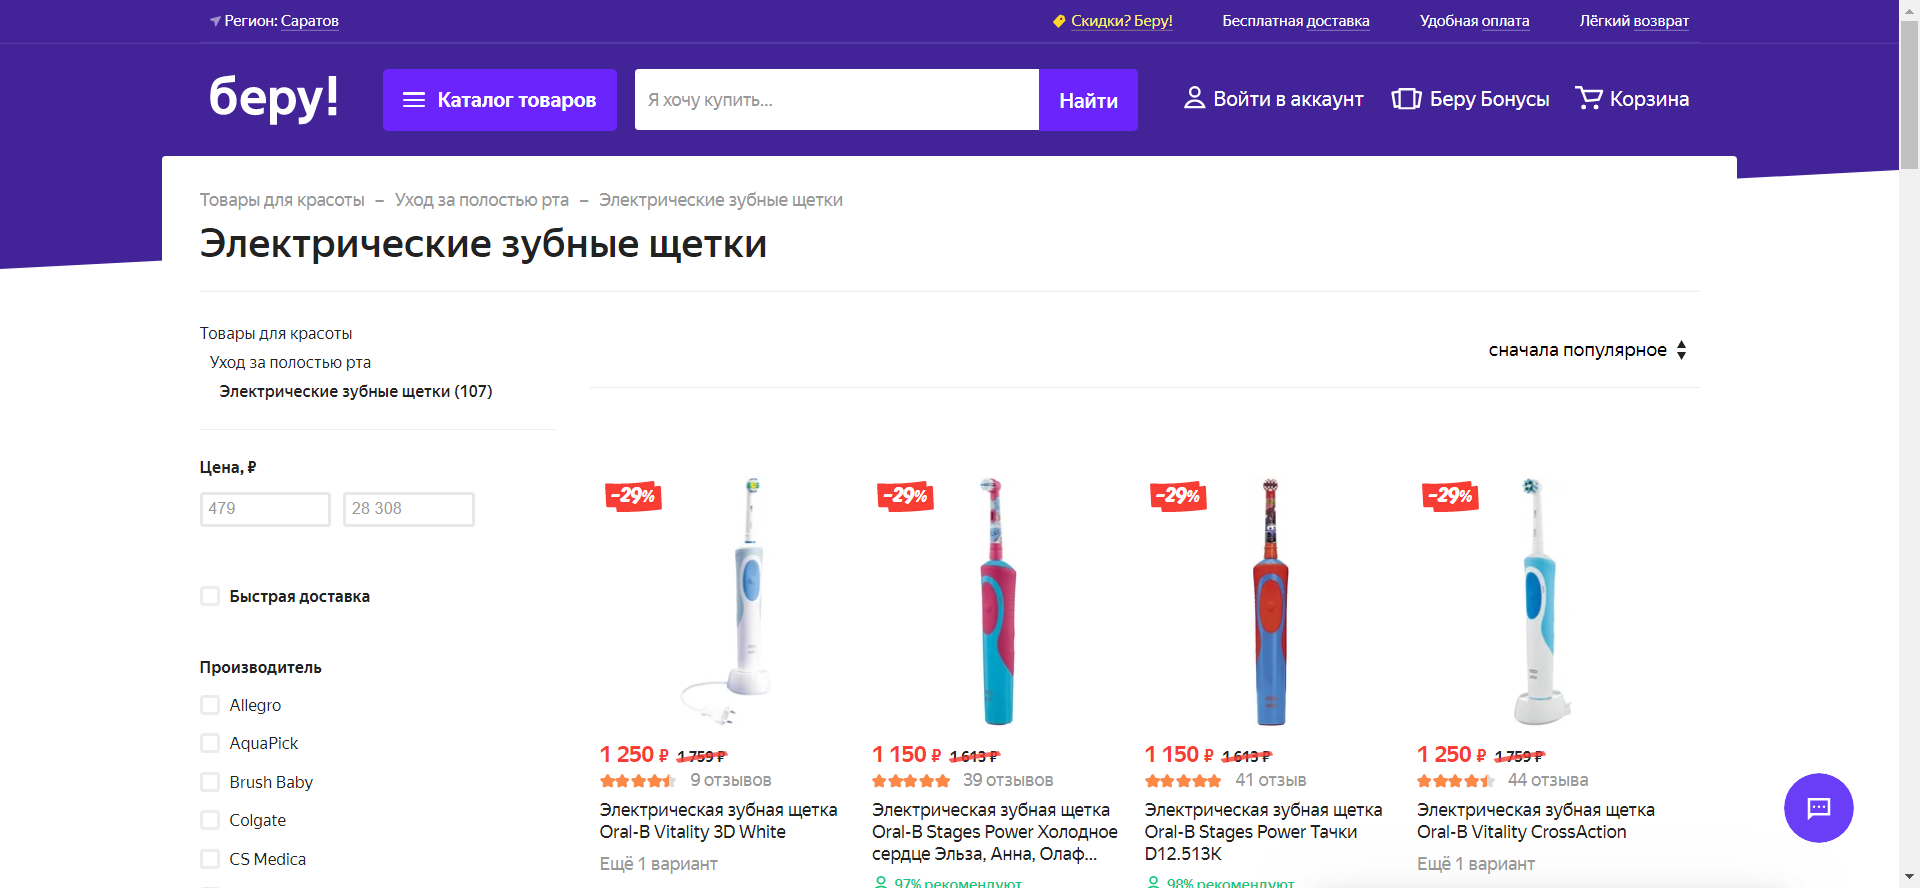 Регион: Саратов
Скидки? Беру!
Бесплатная доставка
Удобная оплата
Лёгкий возврат
беру!
Каталог товаров
Я хочу купить...
Найти
Войти в аккаунт
Беру Бонусы
Корзина
Товары для красоты – Уход за полостью рта – Электрические зубные щетки
Электрические зубные щетки
Товары для красоты
Уход за полостью рта
Электрические зубные щетки (107)
сначала популярное
Цена, ₽
479
28 308
Быстрая доставка
Производитель
Allegro
AquaPick
Brush Baby
Colgate
CS Medica
-29%
1 250 ₽ 1 759 ₽
9 отзывов
Электрическая зубная щетка
Oral-B Vitality 3D White
Ещё 1 вариант
-29%
1 150 ₽ 1 613 ₽
39 отзывов
Электрическая зубная щетка
Oral-B Stages Power Холодное
сердце Эльза, Анна, Олаф...
97% рекомендуют
-29%
1 150 ₽ 1 613 ₽
41 отзыв
Электрическая зубная щетка
Oral-B Stages Power Тачки
D12.513K
98% рекомендуют
-29%
1 250 ₽ 1 759 ₽
44 отзыва
Электрическая зубная щетка
Oral-B Vitality CrossAction
Ещё 1 вариант